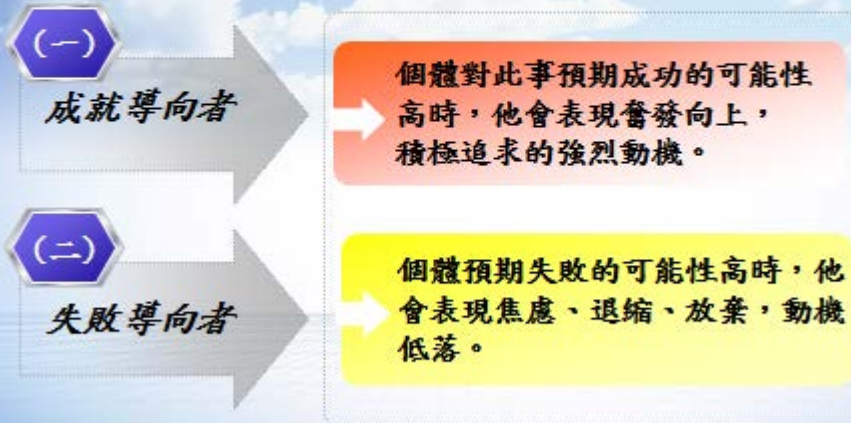 (一)
成就導向者
個體對此事預期成功的可能性
高時,他會表現奮發向上,
積極追求的強烈動機。
(二)
失敗導向者
個體預期失敗的可能性高時,他
會表現焦慮、退缩、放棄,動機
低落。